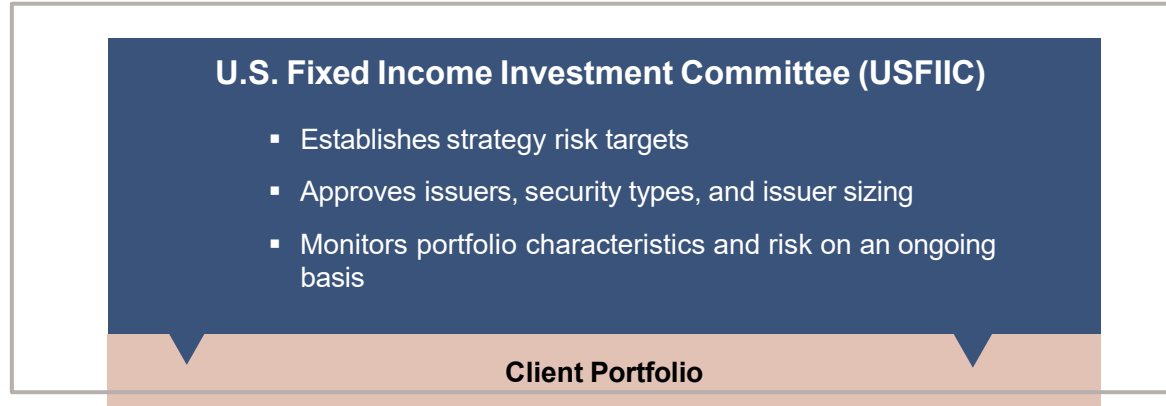 U.S. Fixed Income Investment Committee (USFIIC)
▪ Establishes strategy risk targets
▪ Approves issuers, security types, and issuer sizing
▪ Monitors portfolio characteristics and risk on an ongoing
basis
Client Portfolio